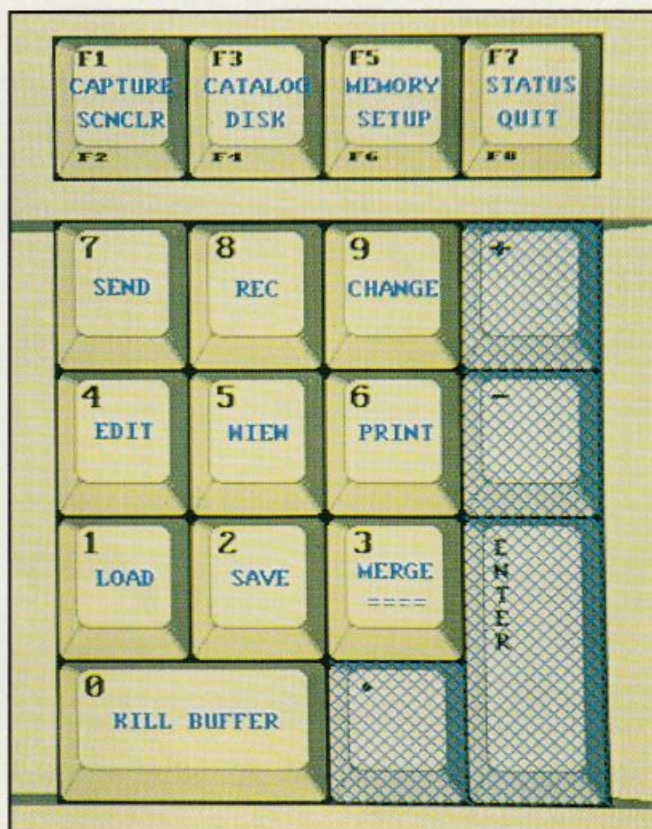 F1 F3 F5 F7
CAPTURE CATALOG MEMORY STATUS
SCNCLR DISK SETUP QUIT
F2 F4 F6 F8
7 8 9 +
SEND REC CHANGE
4 5 6 -
EDIT WIEW PRINT
1 2 3 ENTER
LOAD SAVE MERGE
====
0 .
KILL BUFFER